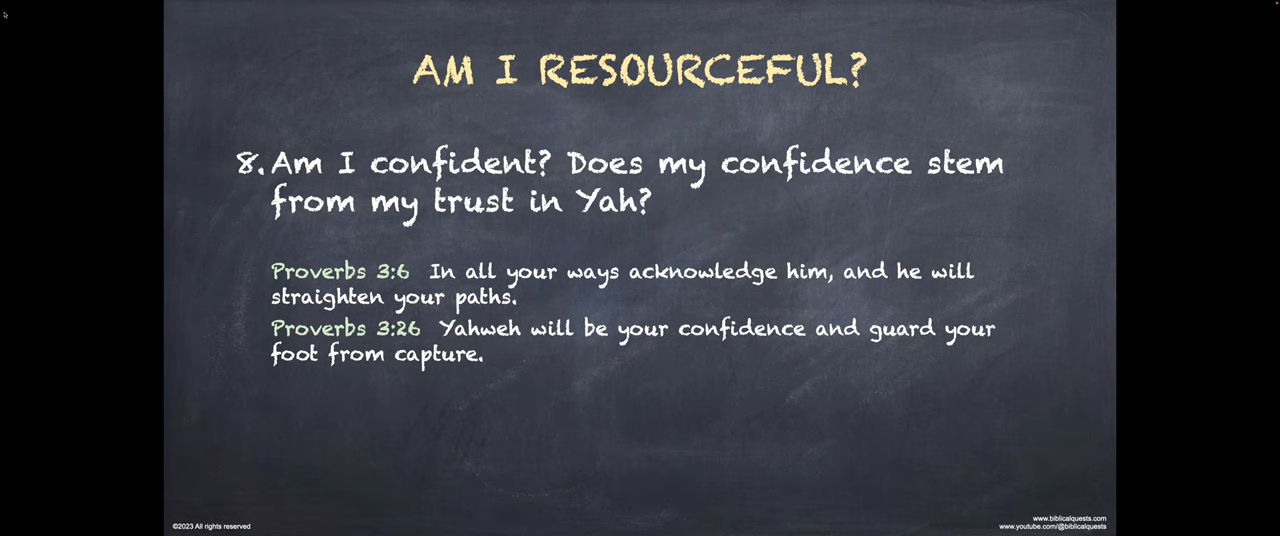 AM I RESOURCEFUL?
8. Am I confident? Does my confidence stem
from my trust in Yah?
Proverbs 3:6 In all your ways acknowledge him, and he will
straighten your paths.
Proverbs 3:26 Yahweh will be your confidence and guard your
foot from capture.
©2023 All rights reserved
www.biblicalquests.com
www.youtube.com/@biblicalquests